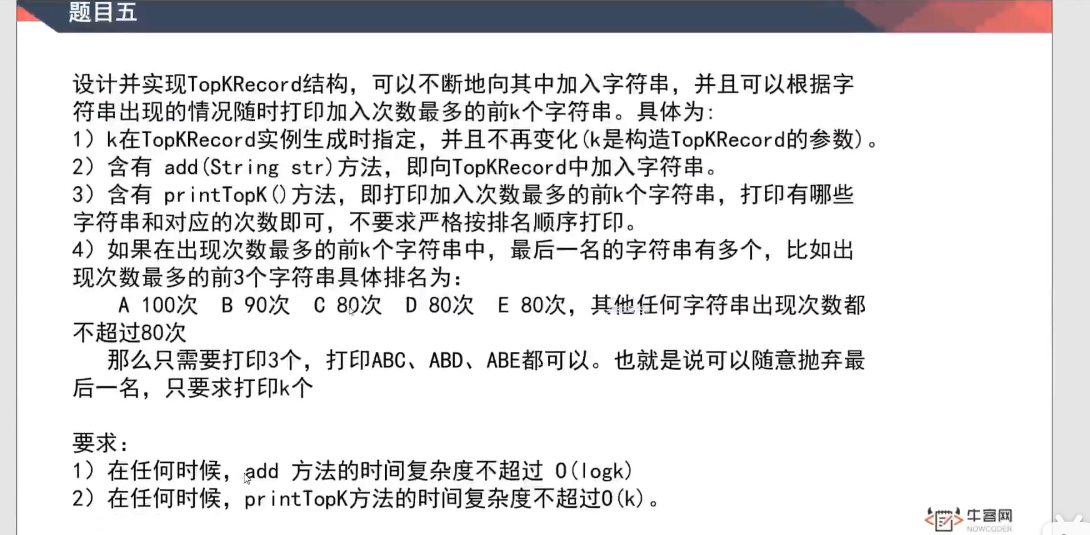 题目五
设计并实现TopKRecord结构，可以不断地向其中加入字符串，并且可以根据字
符串出现的情况随时打印加入次数最多的前k个字符串。具体为：
1）k在TopKRecord实例生成时指定，并且不再变化(k是构造TopKRecord的参数)。
2）含有 add(String str)方法，即向TopKRecord中加入字符串。
3）含有 printTopK()方法，即打印加入次数最多的前k个字符串，打印有哪些
字符串和对应的次数即可，不要求严格按排名顺序打印。
4）如果在出现次数最多的前k个字符串中，最后一名的字符串有多个，比如出
现次数最多的前3个字符串具体排名为：
A 100次 B 90次 C 80次 D 80次 E 80次，其他任何字符串出现次数都
不超过80次
那么只需要打印3个，打印ABC、ABD、ABE都可以。也就是说可以随意抛弃最
后一名，只要求打印k个
要求：
1）在任何时候，add 方法的时间复杂度不超过 O(logk)
2）在任何时候，printTopK方法的时间复杂度不超过O(k)。
牛客网
NOWCODER